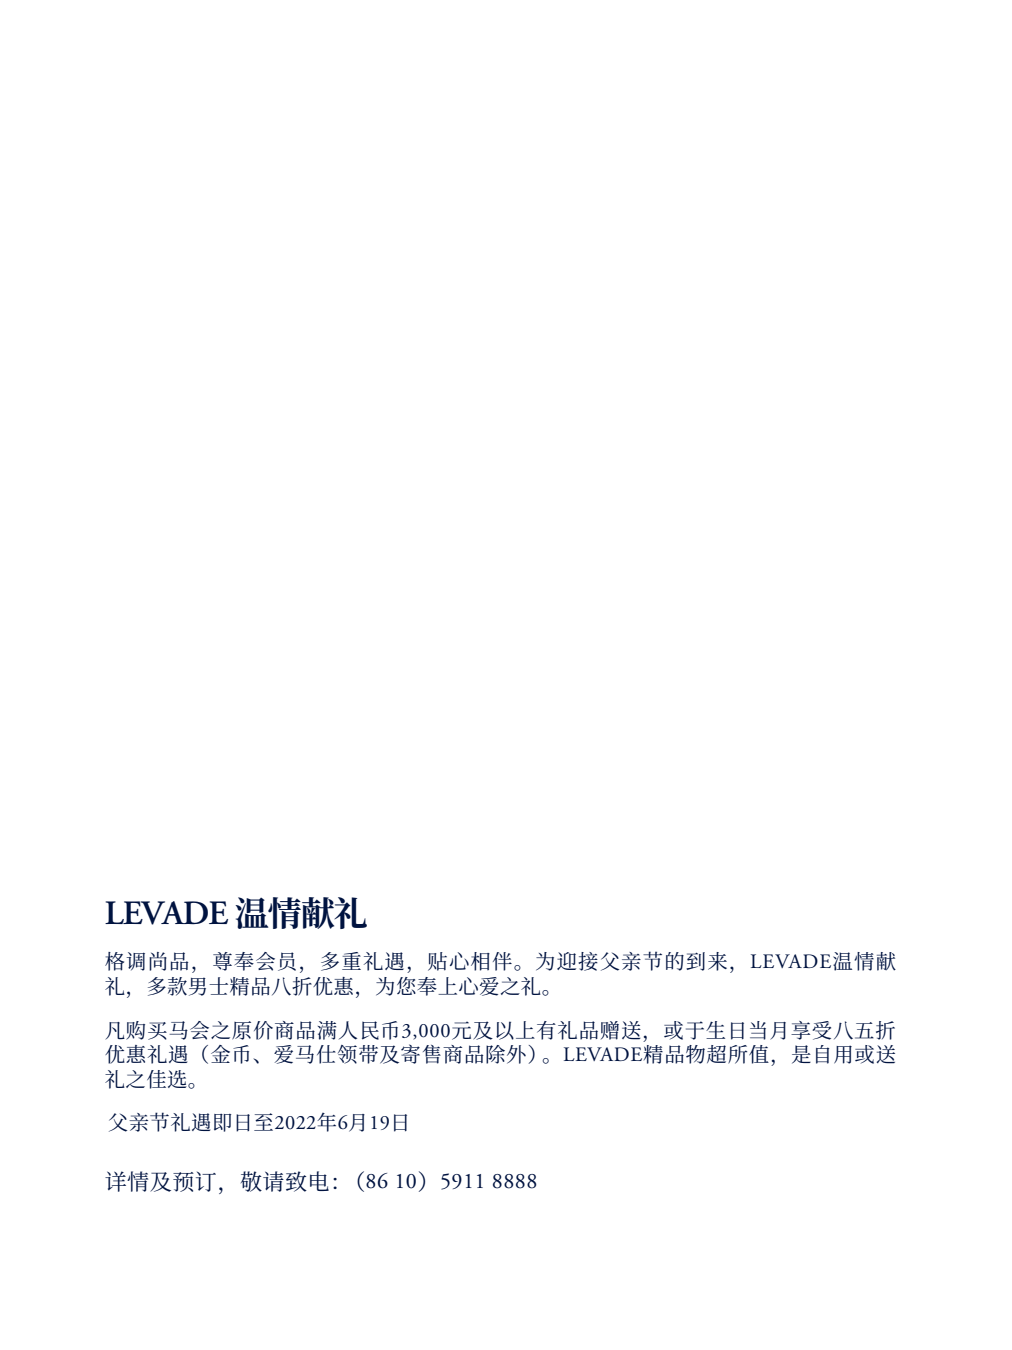 LEVADE 温情献礼
格调尚品，尊奉会员，多重礼遇，贴心相伴。为迎接父亲节的到来，LEVADE温情献
礼，多款男士精品八折优惠，为您奉上心爱之礼。
凡购买马会之原价商品满人民币3,000元及以上有礼品赠送，或于生日当月享受八五折
优惠礼遇（金币、爱马仕领带及寄售商品除外）。LEVADE精品物超所值，是自用或送
礼之佳选。
父亲节礼遇即日至2022年6月19日
详情及预订，敬请致电：（86 10）5911 8888